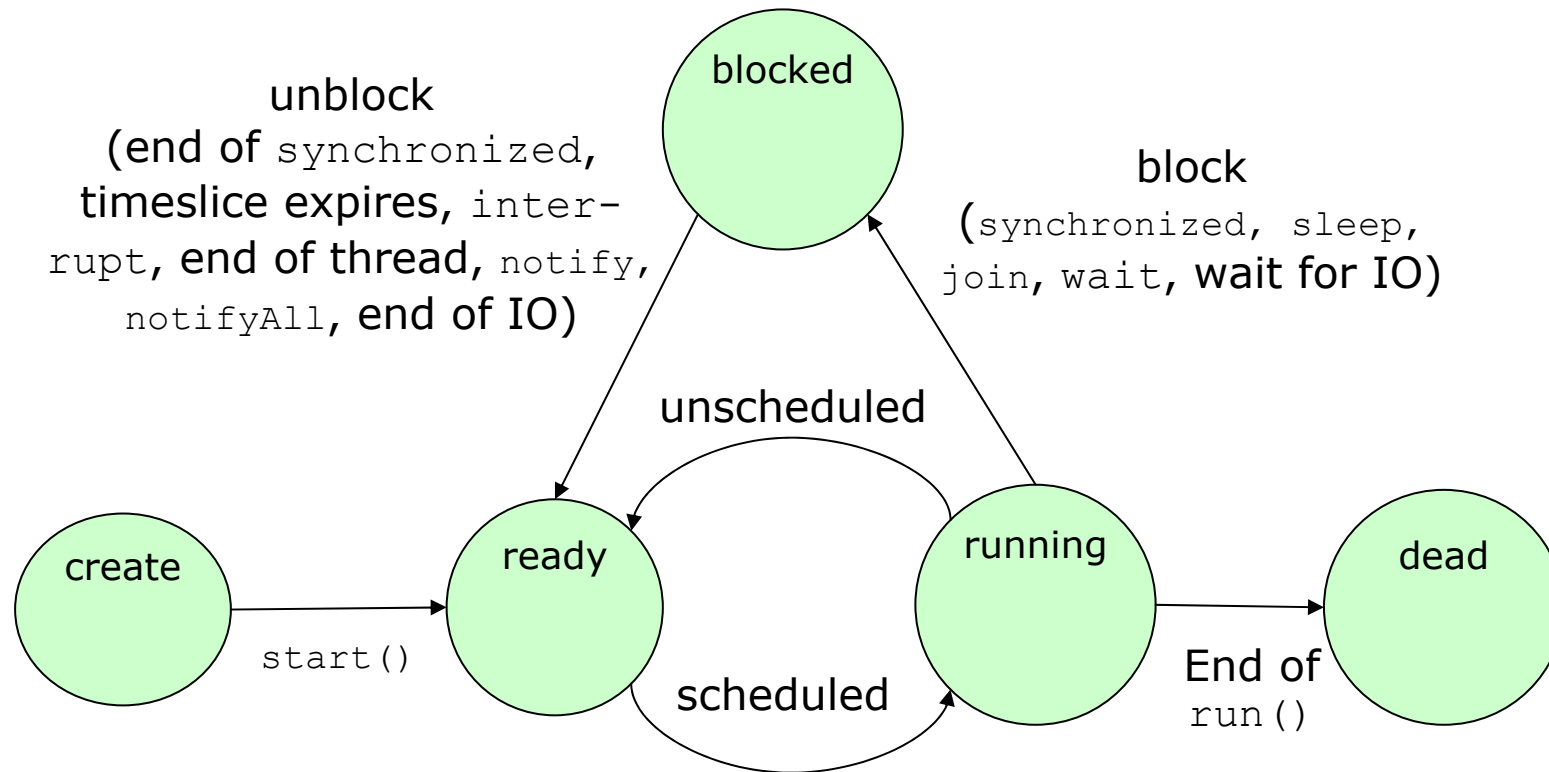 blocked
unblock
(end of synchronized,
timeslice expires, inter-
rupt, end of thread, notify,
notifyAll, end of IO)
block
(synchronized, sleep,
join, wait, wait for IO)
unscheduled
create
ready
running
dead
start()
scheduled
End of
run()